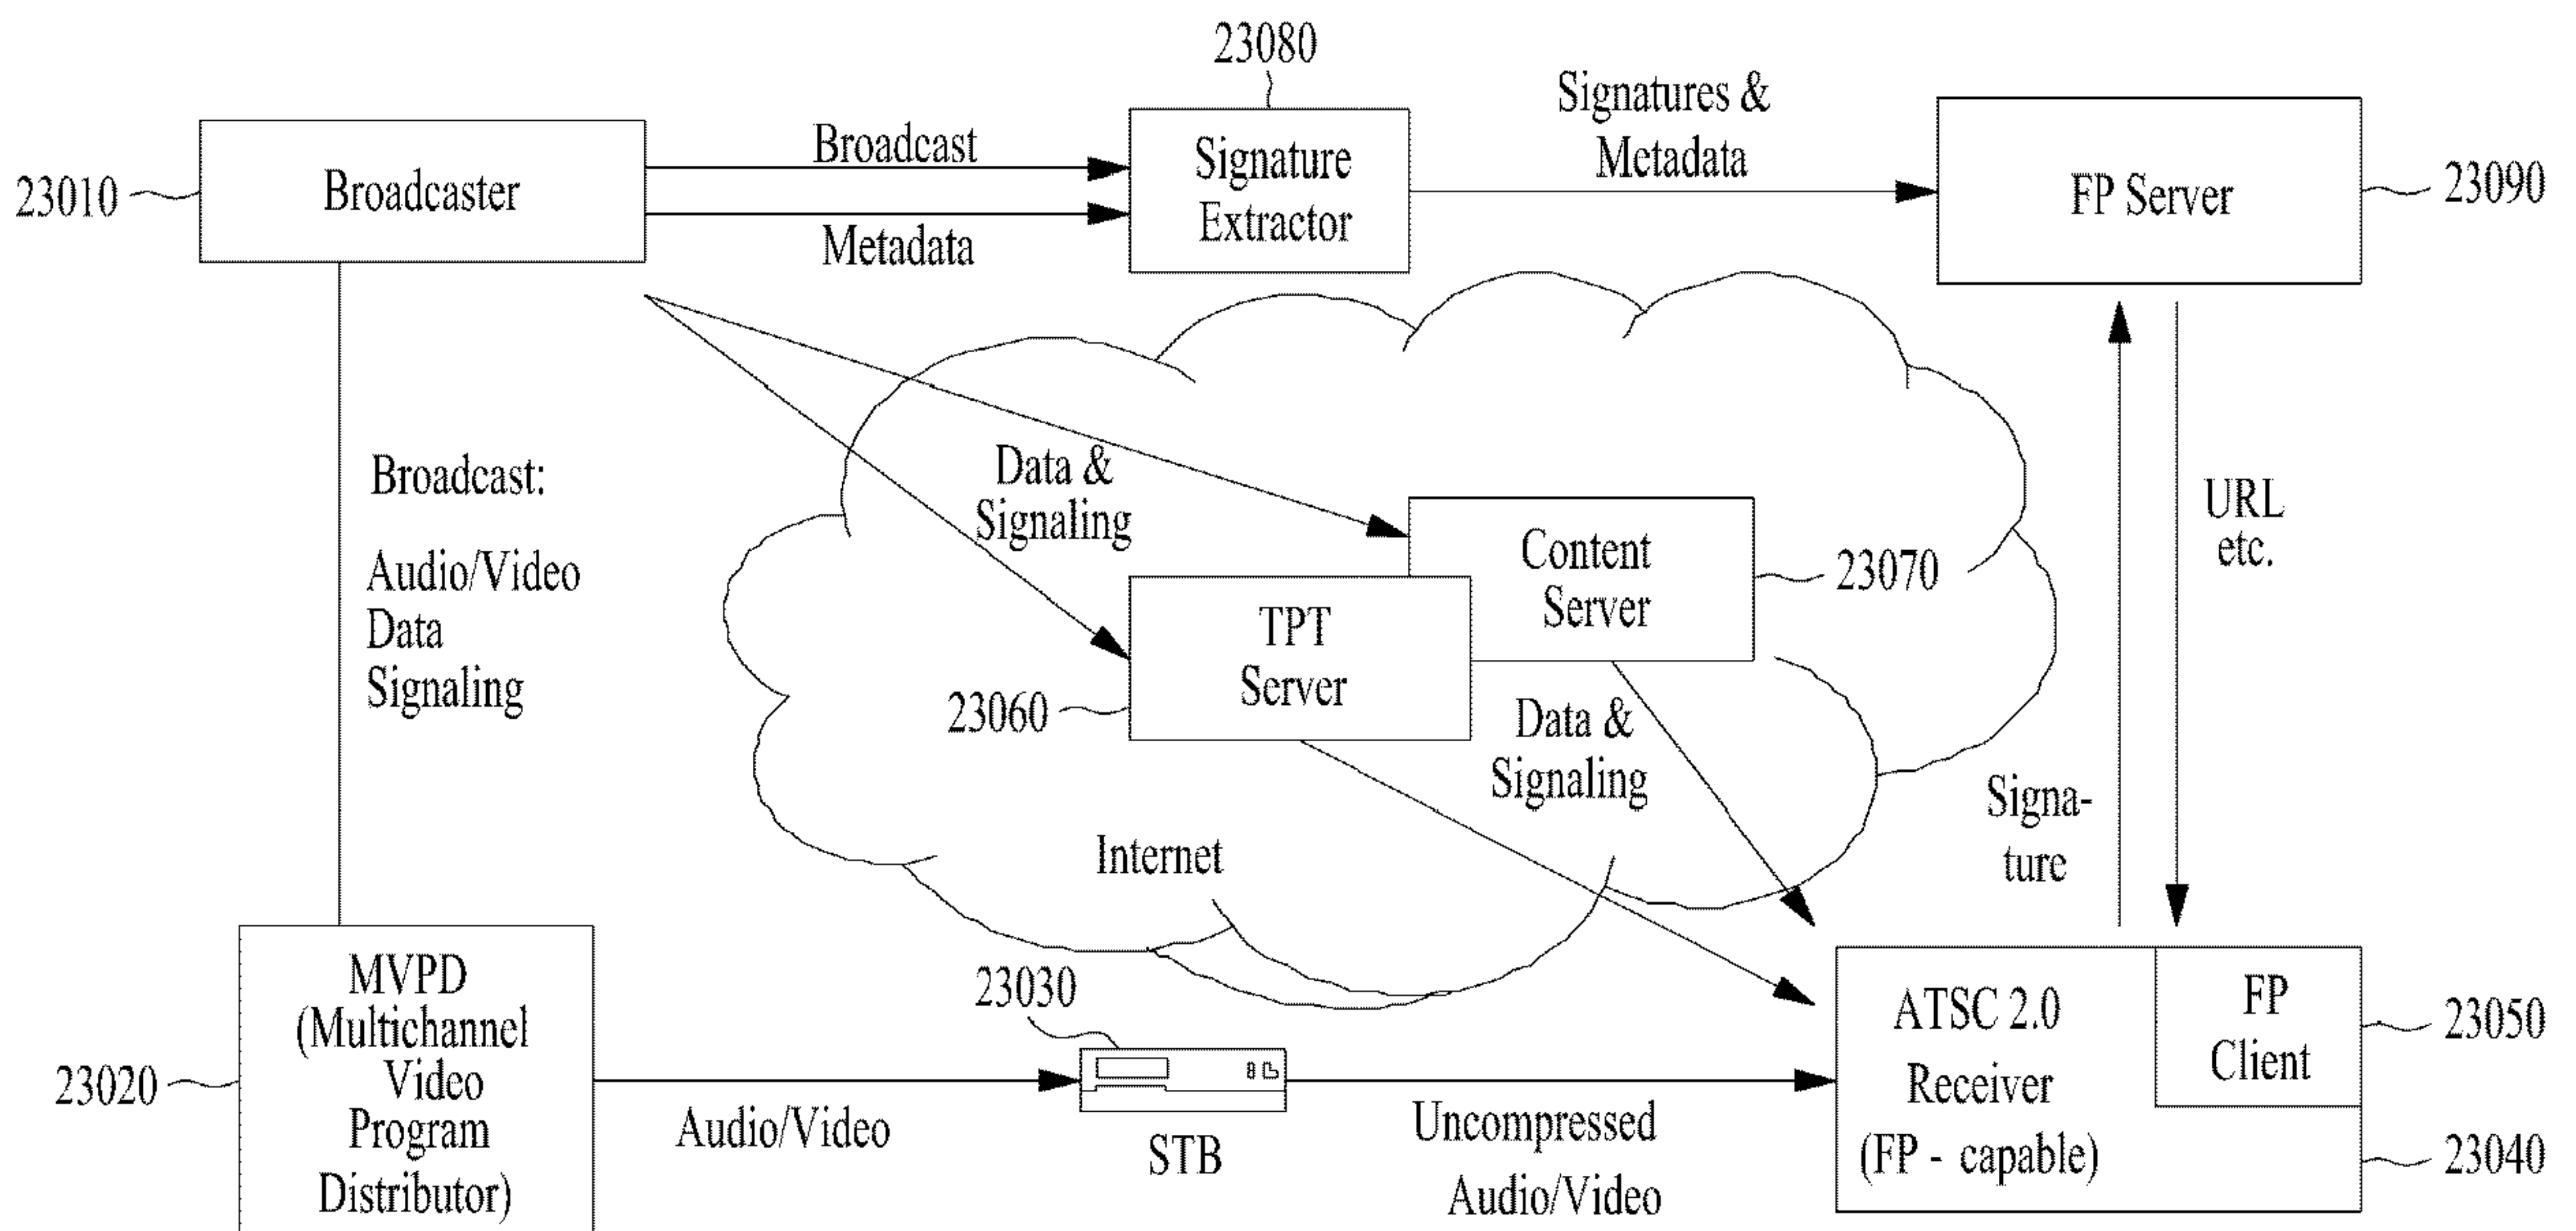 23080
Broadcaster
23010
Broadcast
Metadata
Signature
Extractor
Signatures &
Metadata
FP Server
23090
Broadcast:
Audio/Video
Data
Signaling
Data &
Signaling
Content
Server
23070
TPT
Server
23060
Data &
Signaling
Internet
URL
etc.
Signa-
ture
MVPD
(Multichannel
Video
Program
Distributor)
23020
Audio/Video
23030
STB
Uncompressed
Audio/Video
ATSC 2.0
Receiver
(FP - capable)
FP
Client
23050
23040